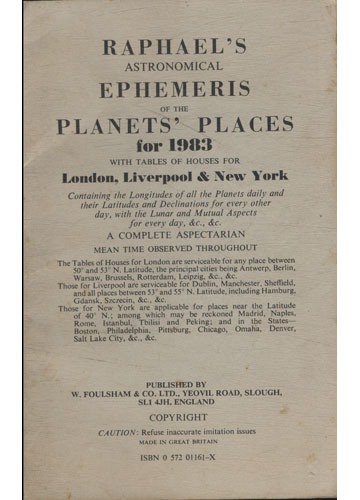 RAPHAEL'S
ASTRONOMICAL
EPHEMERIS
OF THE
PLANETS' PLACES
for 1983
WITH TABLES OF HOUSES FOR
London, Liverpool & New York
Containing the Longitudes of all the Planets daily and
their Latitudes and Declinations for every other
day, with the Lunar and Mutual Aspects
for every day, &c., &c.
A COMPLETE ASPECTARIAN
MEAN TIME OBSERVED THROUGHOUT
The Tables of Houses for London are serviceable for any place between
50° and 53° N. Latitude, the principal cities being Antwerp, Berlin,
Warsaw, Brussels, Rotterdam, Leipzig, &c., &c.
Those for Liverpool are serviceable for Dublin, Manchester, Sheffield,
and all places between 53° and 55° N. Latitude, including Hamburg,
Gdansk, Szczecin, &c., &c.
Those for New York are applicable for places near the Latitude
of 40° N.; among which may be reckoned Madrid, Naples,
Rome, Istanbul, Tbilisi and Peking; and in the States—
Boston, Philadelphia, Pittsburg, Chicago, Omaha, Denver,
Salt Lake City, &c., &c.
PUBLISHED BY
W. FOULSHAM & CO. LTD., YEOVIL ROAD, SLOUGH,
SL1 4JH, ENGLAND
COPYRIGHT
CAUTION: Refuse inaccurate imitation issues
MADE IN GREAT BRITAIN
ISBN 0 572 01161-X